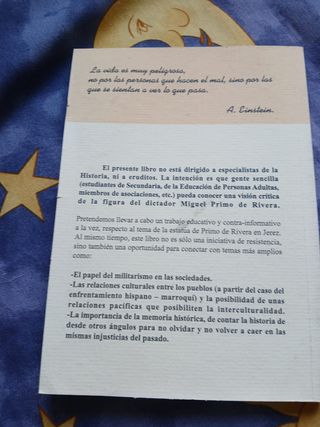 La vida es muy peligrosa,
no por las personas que hacen el mal, sino por las
que se sientan a ver lo que pasa.
A. Einstein.
El presente libro no está dirigido a especialistas de la
Historia, ni a eruditos. La intención es que gente sencilla
(estudiantes de Secundaria, de la Educación de Personas Adultas,
miembros de asociaciones, etc.) pueda conocer una visión crítica
de la figura del dictador Miguel Primo de Rivera.
Pretendemos llevar a cabo un trabajo educativo y contra-informativo
a la vez, respecto al tema de la estatua de Primo de Rivera en Jerez.
Al mismo tiempo, este libro no es sólo una iniciativa de resistencia,
sino también una oportunidad para conectar con temas más amplios
como:
-El papel del militarismo en las sociedades.
-Las relaciones culturales entre los pueblos (a partir del caso del
enfrentamiento hispano – marroquí) y la posibilidad de unas
relaciones pacíficas que posibiliten la interculturalidad.
-La importancia de la memoria histórica, de contar la historia de
desde otros ángulos para no olvidar y no volver a caer en las
mismas injusticias del pasado.